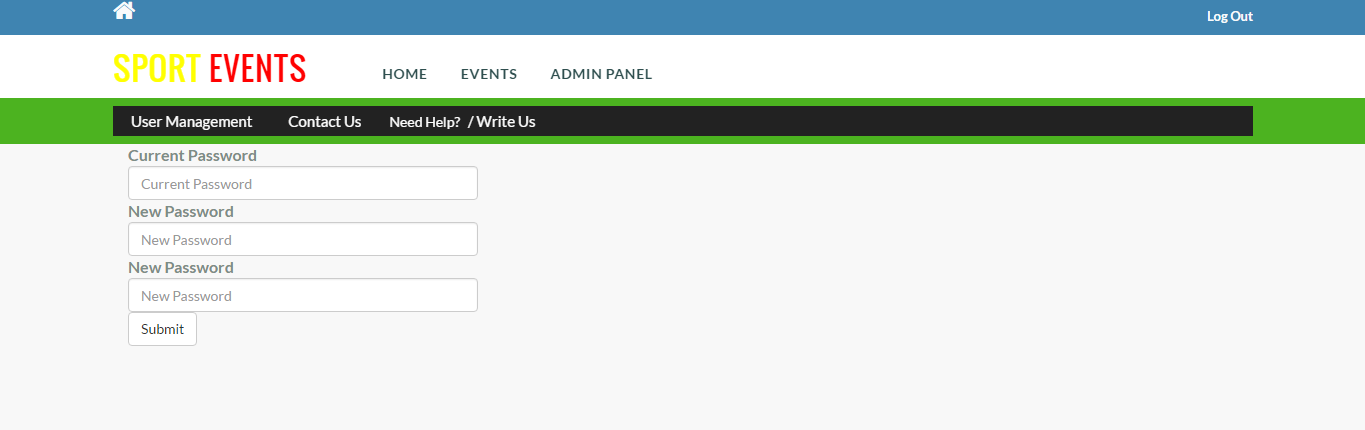 Log Out
SPORT EVENTS HOME EVENTS ADMIN PANEL
User Management Contact Us Need Help? / Write Us
Current Password
Current Password
New Password
New Password
New Password
New Password
Submit